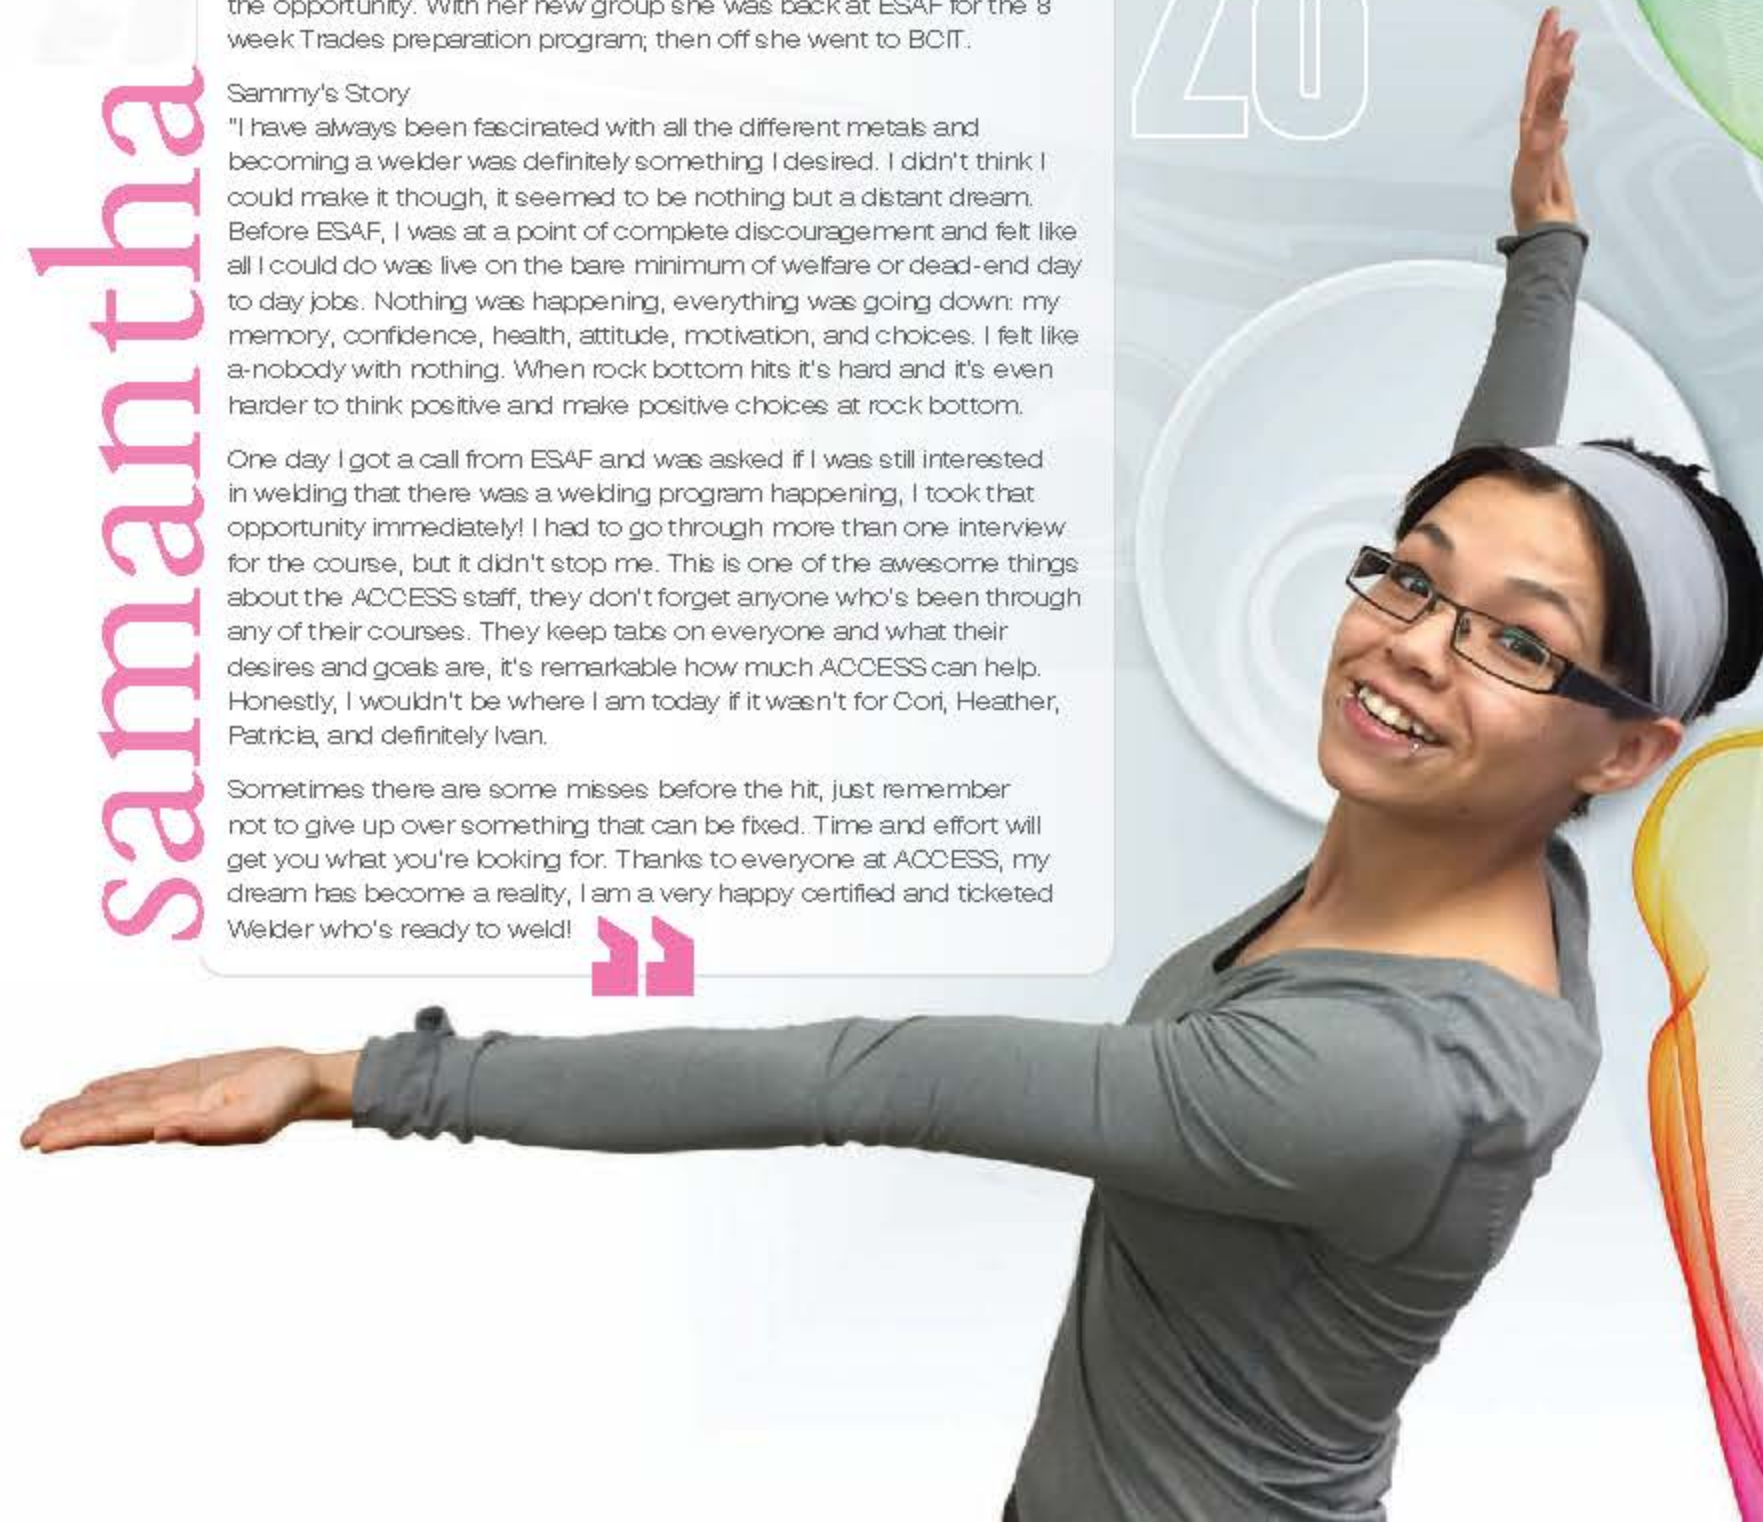 the opportunity. With her new group she was back at ESAF for the 8
week Trades preparation program; then off she went to BCIT.
Sammy's Story
"I have always been fascinated with all the different metals and
becoming a welder was definitely something I desired. I didn't think I
could make it though, it seemed to be nothing but a distant dream.
Before ESAF, I was at a point of complete discouragement and felt like
all I could do was live on the bare minimum of welfare or dead-end day
to day jobs. Nothing was happening, everything was going down: my
memory, confidence, health, attitude, motivation, and choices. I felt like
a-nobody with nothing. When rock bottom hits it's hard and it's even
harder to think positive and make positive choices at rock bottom.
One day I got a call from ESAF and was asked if I was still interested
in welding that there was a welding program happening, I took that
opportunity immediately! I had to go through more than one interview
for the course, but it didn't stop me. This is one of the awesome things
about the ACCESS staff, they don't forget anyone who's been through
any of their courses. They keep tabs on everyone and what their
desires and goals are, it's remarkable how much ACCESS can help.
Honestly, I wouldn't be where I am today if it wasn't for Cori, Heather,
Patricia, and definitely Ivan.
Sometimes there are some misses before the hit, just remember
not to give up over something that can be fixed. Time and effort will
get you what you're looking for. Thanks to everyone at ACCESS, my
dream has become a reality, I am a very happy certified and ticketed
Welder who's ready to weld!
"
samantha
20